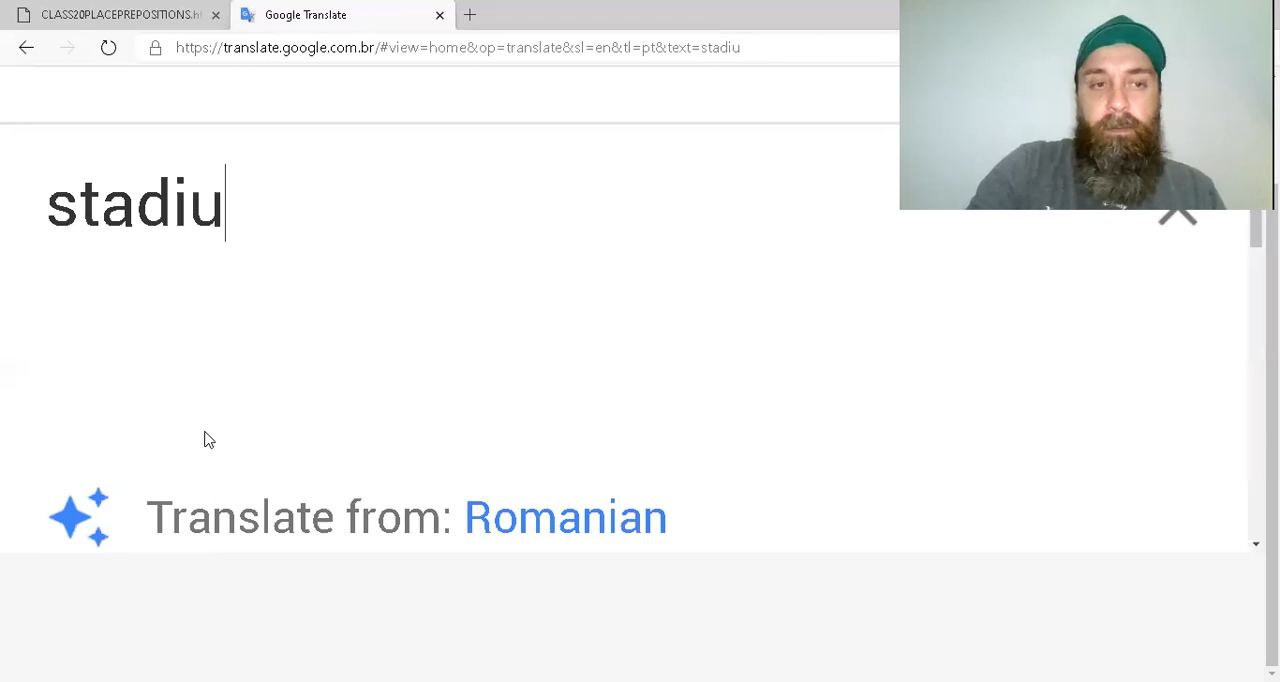 CLASS20PLACEPREPOSITIONS.h
Google Translate
https://translate.google.com.br/#view=home&op=translate&sl=en&tl=pt&text=stadiu
stadiu
Translate from: Romanian